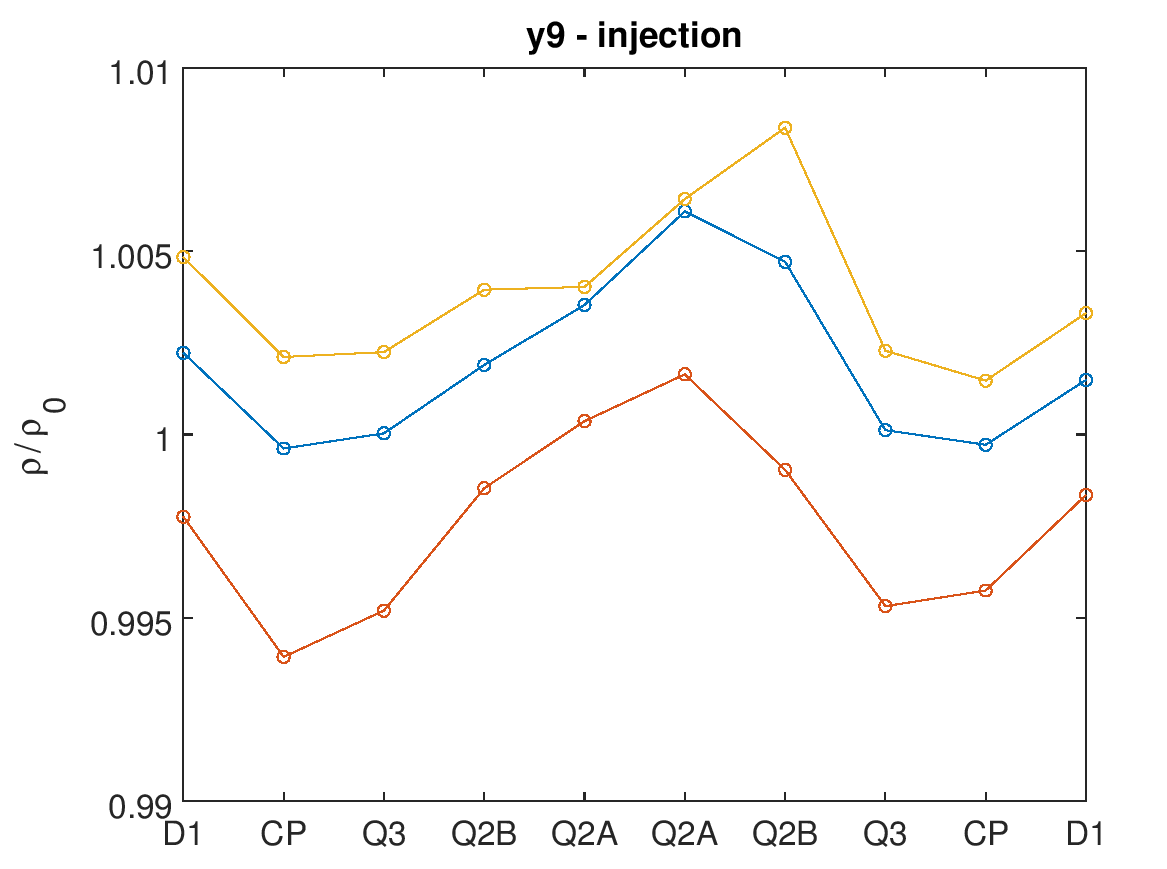 y9 - injection
1.01
1.005
1
0.995
0.99
ρ/ρ0
D1 CP Q3 Q2B Q2A Q2A Q2B Q3 CP D1